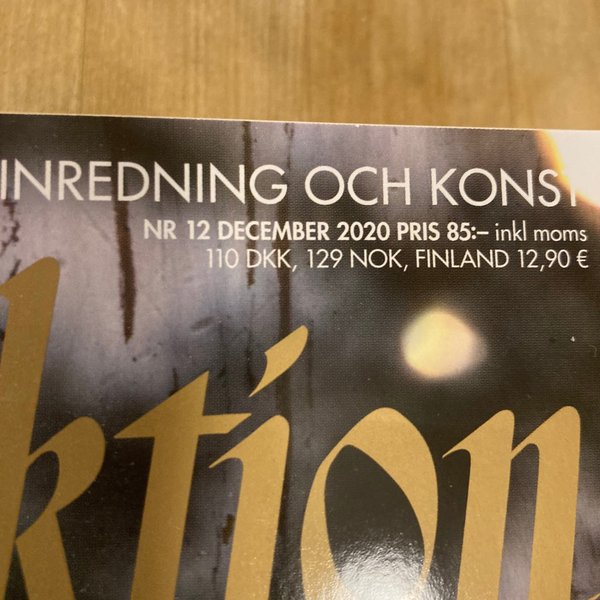 INREDNING OCH KONST
NR 12 DECEMBER 2020 PRIS 85:– inkl moms
110 DKK, 129 NOK, FINLAND 12,90 €
ktion